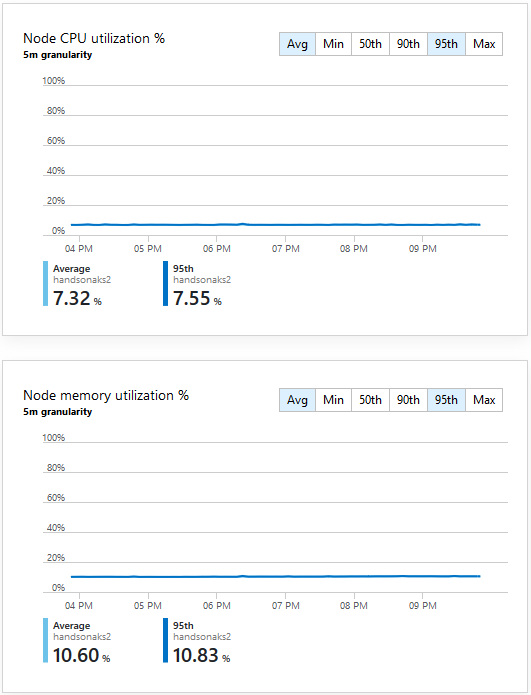 Node CPU utilization %
5m granularity
Avg Min 50th 90th 95th Max
100%
80%
60%
40%
20%
0%
04 PM 05 PM 06 PM 07 PM 08 PM 09 PM
Average 95th
handsonaks2 handsonaks2
7.32 % 7.55 %
Node memory utilization %
5m granularity
Avg Min 50th 90th 95th Max
100%
80%
60%
40%
20%
0%
04 PM 05 PM 06 PM 07 PM 08 PM 09 PM
Average 95th
handsonaks2 handsonaks2
10.60 % 10.83 %